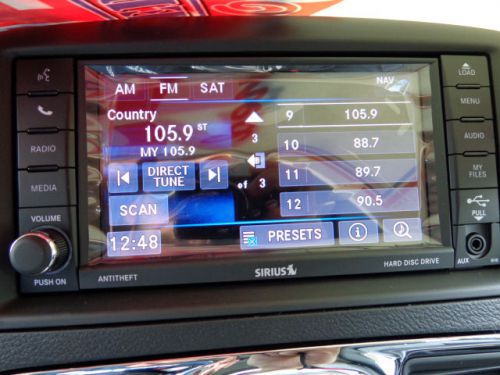 AM FM SAT NAV
Country
105.9 ST
MY 105.9
DIRECT
TUNE
SCAN
12:48
3
of 3
9 105.9
10 88.7
11 89.7
12 90.5
PRESETS
RADIO
MEDIA
VOLUME
PUSH ON
ANTITHEFT
SIRIUS
HARD DISC DRIVE
LOAD
MENU
AUDIO
MY
FILES
PULL
AUX